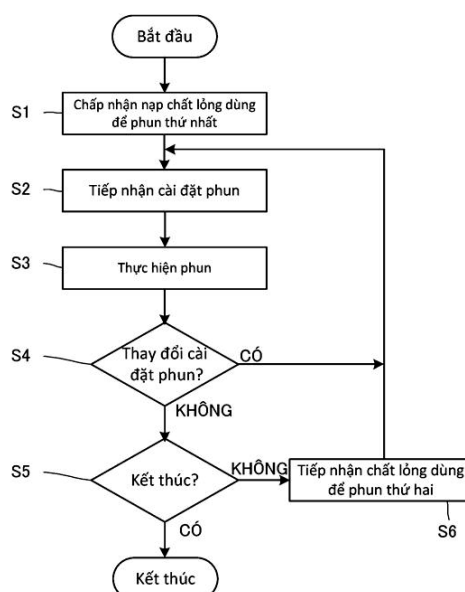 Bắt đầu
S1
Chấp nhận nạp chất lỏng dùng
để phun thứ nhất
S2
Tiếp nhận cài đặt phun
S3
Thực hiện phun
S4
Thay đổi cài
đặt phun?
CÓ
KHÔNG
S5
Kết thúc?
KHÔNG
Tiếp nhận chất lỏng dùng
để phun thứ hai
S6
CÓ
Kết thúc